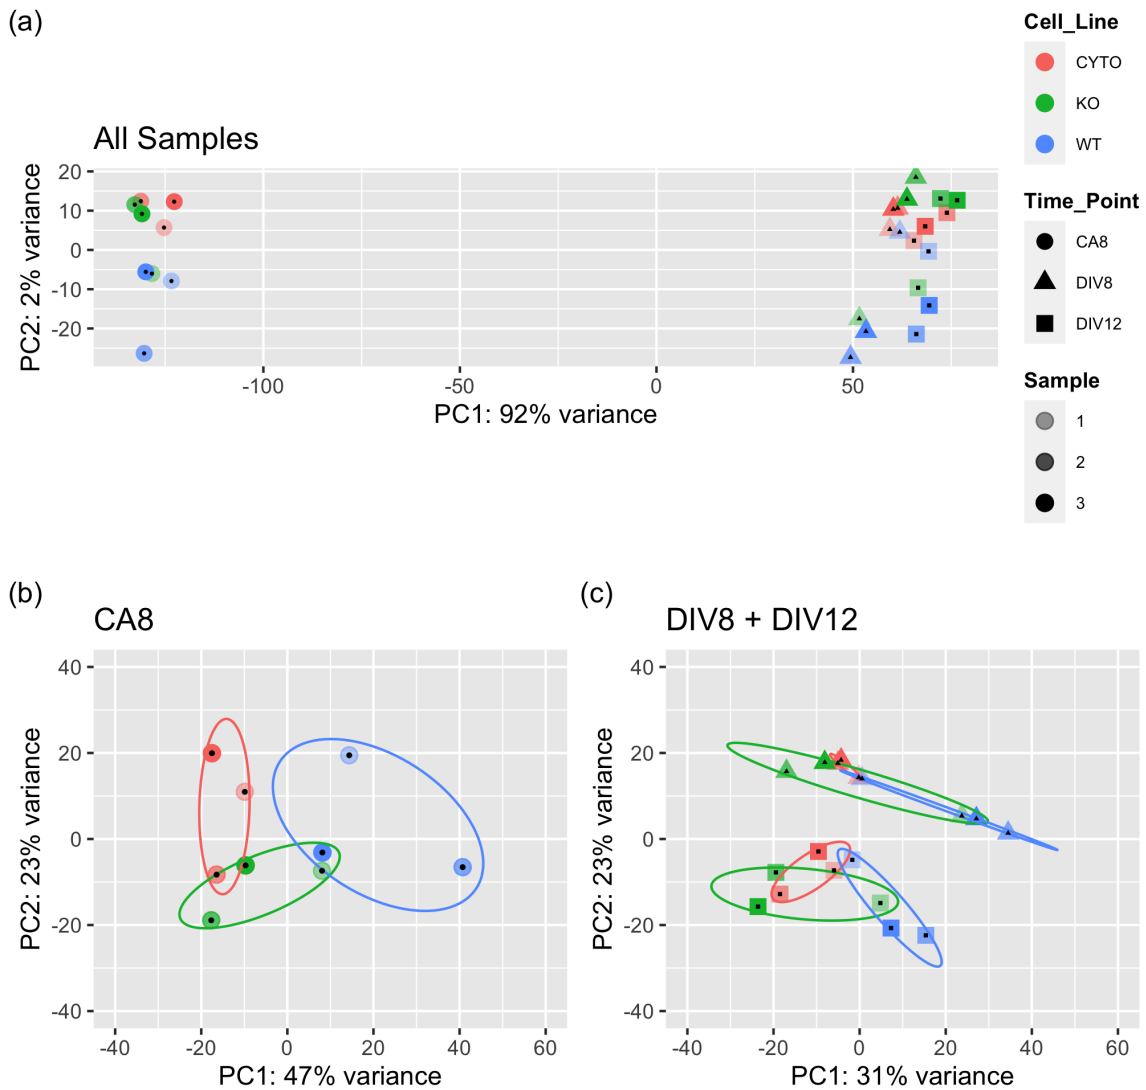 (a)
All Samples
PC2: 2% variance
20
10
0
-10
-20
-100
-50
0
50
PC1: 92% variance
Cell_Line
CYTO
KO
WT
Time_Point
CA8
DIV8
DIV12
Sample
1
2
3
(b)
CA8
PC2: 23% variance
40
20
0
-20
-40
-40
-20
0
20
40
60
PC1: 47% variance
(c)
DIV8 + DIV12
PC2: 23% variance
40
20
0
-20
-40
-40
-20
0
20
40
60
PC1: 31% variance